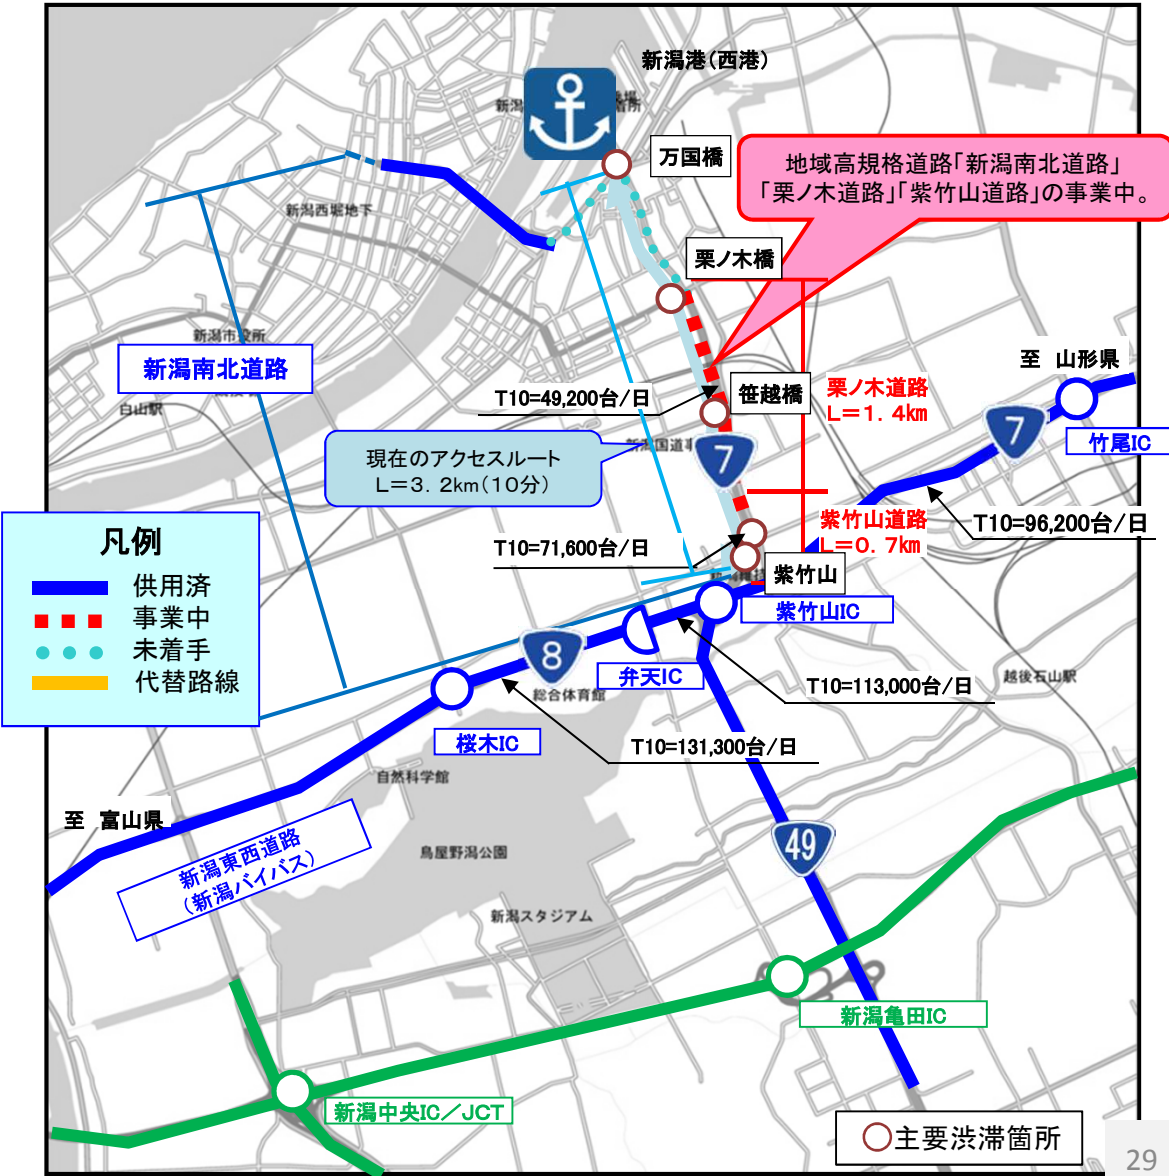 新潟港(西港)
万国橋
地域高規格道路「新潟南北道路」
「栗ノ木道路」「紫竹山道路」の事業中。
新潟西堀地下
栗ノ木橋
新潟市役所
新潟南北道路
至 山形県
白山駅
T10=49,200台/日
笹越橋
栗ノ木道路
L=1.4km
7
竹尾IC
現在のアクセスルート
L=3.2km(10分)
新潟国道事
7
T10=96,200台/日
凡例
供用済
事業中
未着手
代替路線
T10=71,600台/日
紫竹山道路
L=0.7km
紫竹山
紫竹山IC
8
弁天IC
越後石山駅
総合体育館
T10=113,000台/日
桜木IC
T10=131,300台/日
自然科学館
至 富山県
新潟東西道路
(新潟バイパス)
鳥屋野潟公園
49
新潟スタジアム
新潟亀田IC
新潟中央IC/JCT
主要渋滞箇所
29